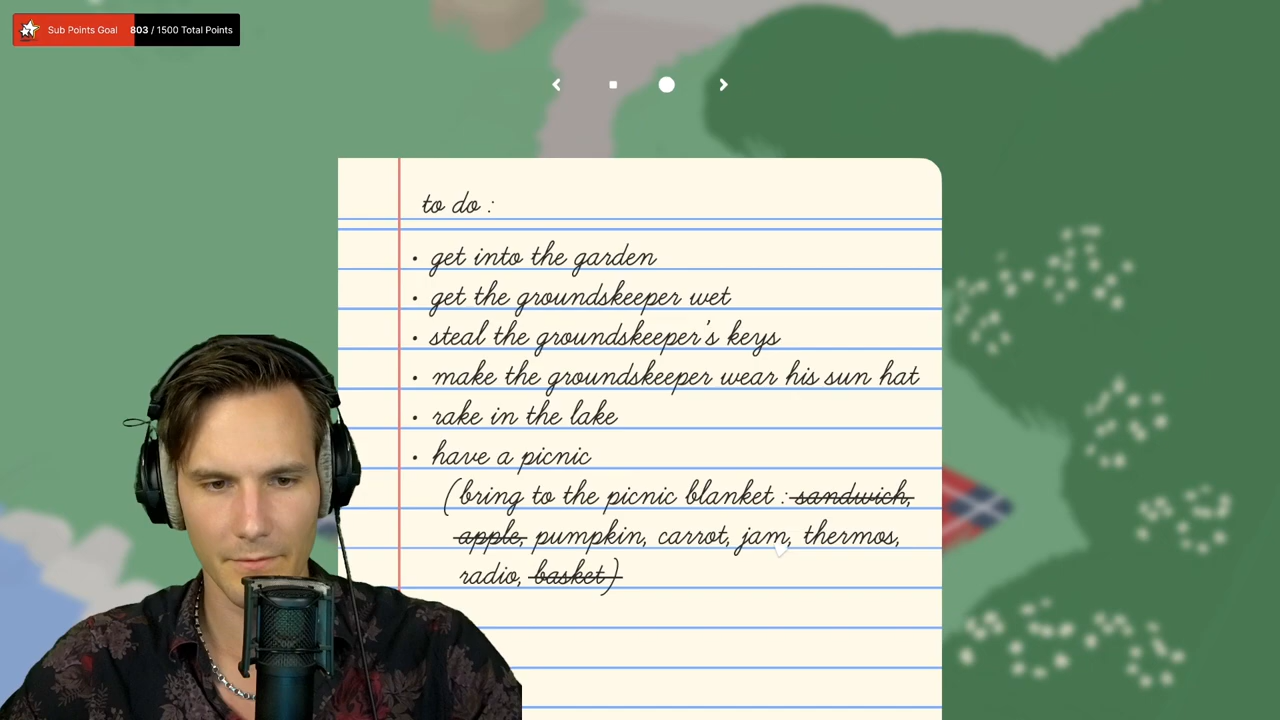 Sub Points Goal 803 / 1500 Total Points
to do :
• get into the garden
• get the groundskeeper wet
• steal the groundskeeper's keys
• make the groundskeeper wear his sun hat
• rake in the lake
• have a picnic
(bring to the picnic blanket : sandwich,
apple, pumpkin, carrot, jam, thermos,
radio, basket)